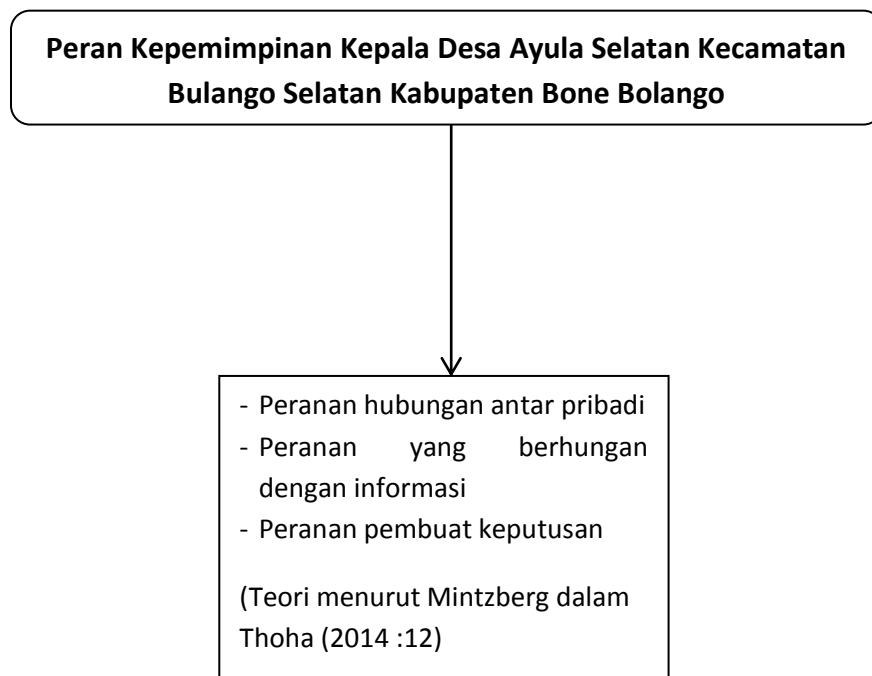 Peran Kepemimpinan Kepala Desa Ayula Selatan Kecamatan
Bulango Selatan Kabupaten Bone Bolango
- Peranan hubungan antar pribadi
- Peranan yang berhungan
dengan informasi
- Peranan pembuat keputusan
(Teori menurut Mintzberg dalam
Thoha (2014 :12)